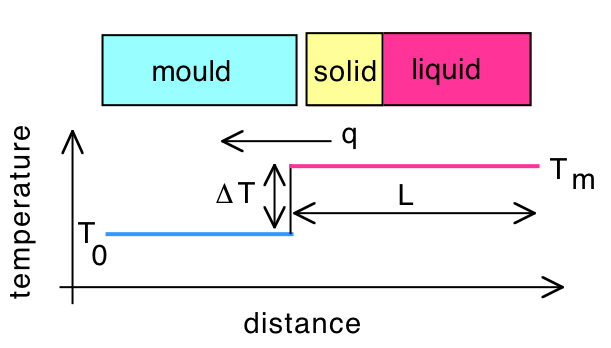 mould
solid
liquid
q
ΔT
T m
L
T 0
temperature
distance